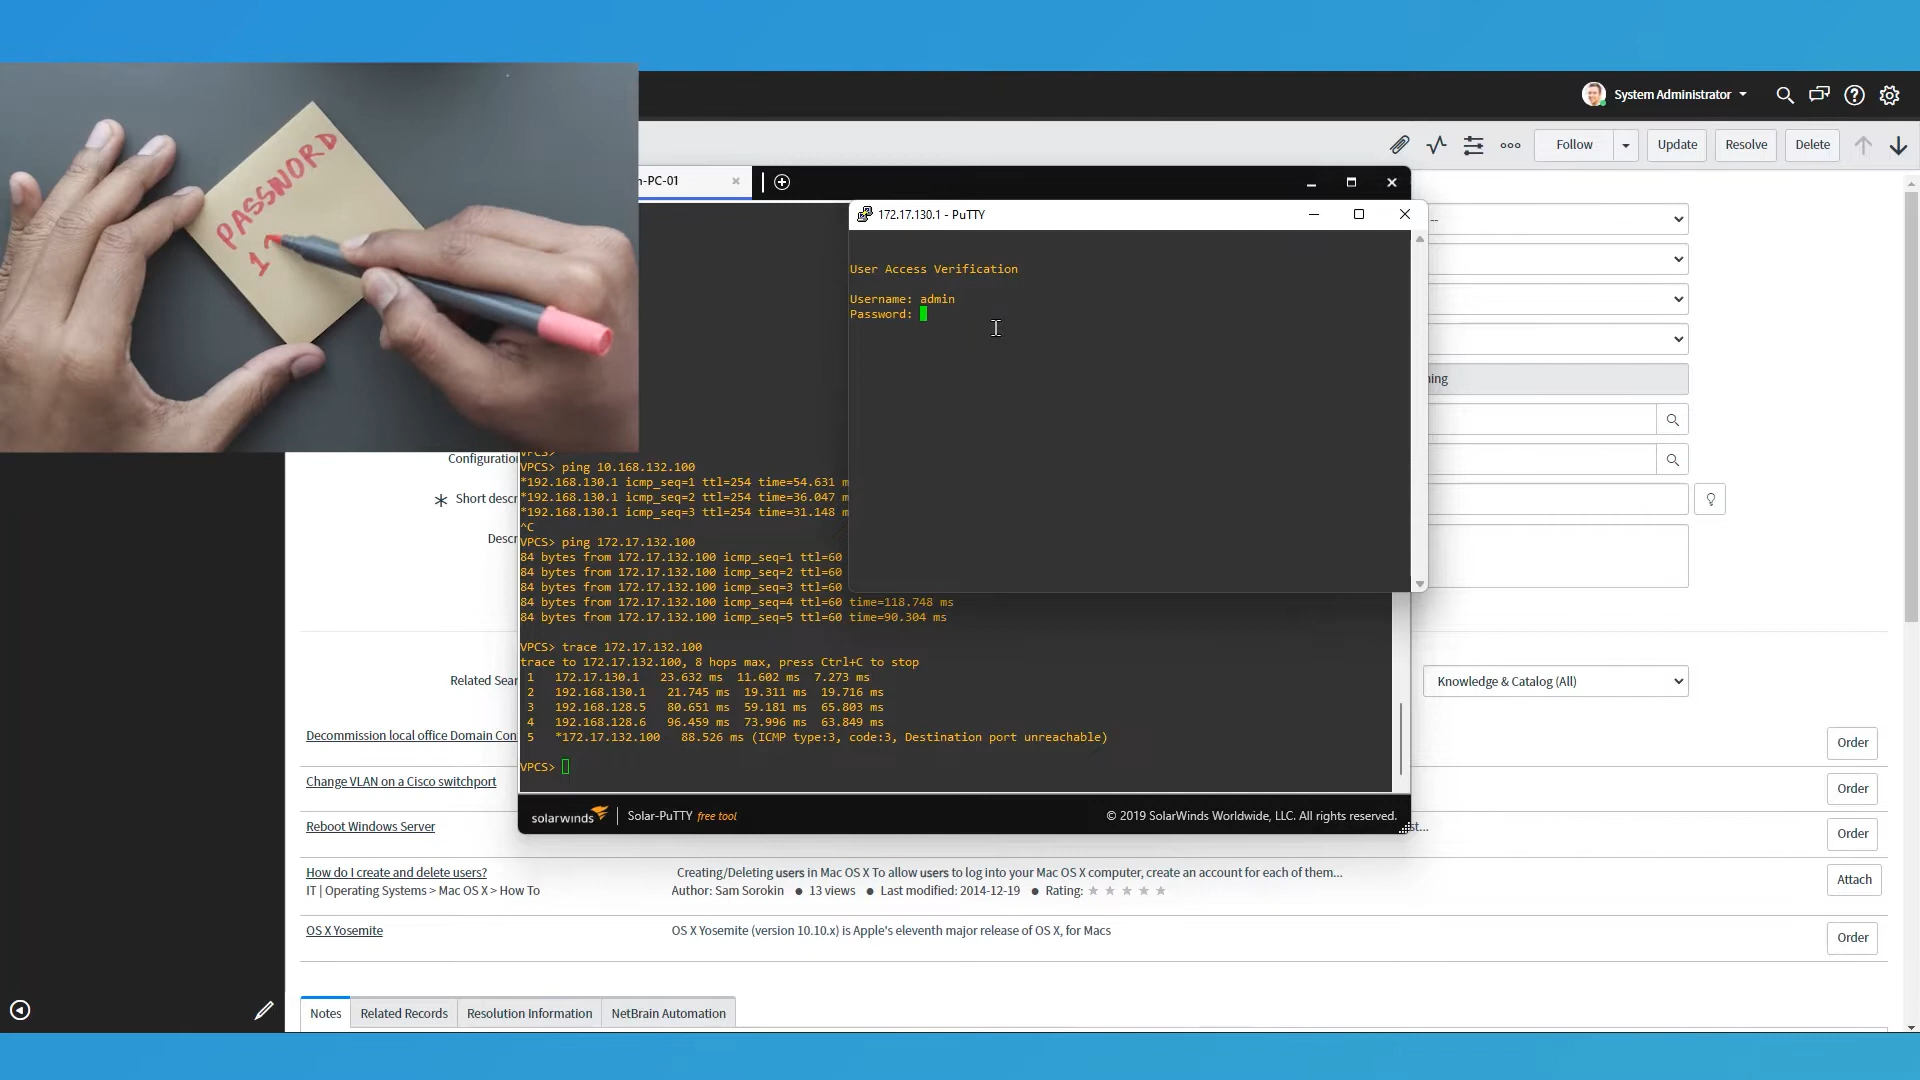 System Administrator
Follow
Update
Resolve
Delete
PASSWORD
12
n-PC-01
--
172.17.130.1 - PuTTY
User Access Verification
Username: admin
Password:
ning
Configuration
VPCS>
VPCS> ping 10.168.132.100
*192.168.130.1 icmp_seq=1 ttl=254 time=54.631 m
*192.168.130.1 icmp_seq=2 ttl=254 time=36.047 m
*192.168.130.1 icmp_seq=3 ttl=254 time=31.148 m
^C
VPCS> ping 172.17.132.100
84 bytes from 172.17.132.100 icmp_seq=1 ttl=60
84 bytes from 172.17.132.100 icmp_seq=2 ttl=60
84 bytes from 172.17.132.100 icmp_seq=3 ttl=60
84 bytes from 172.17.132.100 icmp_seq=4 ttl=60 time=118.748 ms
84 bytes from 172.17.132.100 icmp_seq=5 ttl=60 time=90.304 ms
Short descr
Descr
VPCS> trace 172.17.132.100
trace to 172.17.132.100, 8 hops max, press Ctrl+C to stop
1 172.17.130.1 23.632 ms 11.602 ms 7.273 ms
2 192.168.130.1 21.745 ms 19.311 ms 19.716 ms
3 192.168.128.5 80.651 ms 59.181 ms 65.803 ms
4 192.168.128.6 96.459 ms 73.996 ms 63.849 ms
5 *172.17.132.100 88.526 ms (ICMP type:3, code:3, Destination port unreachable)
VPCS>
solarwinds Solar-PuTTY free tool © 2019 SolarWinds Worldwide, LLC. All rights reserved.
Related Sear
Knowledge & Catalog (All)
Decommission local office Domain Con
Order
Change VLAN on a Cisco switchport
Order
Reboot Windows Server
st...
Order
How do I create and delete users?
Creating/Deleting users in Mac OS X To allow users to log into your Mac OS X computer, create an account for each of them...
IT | Operating Systems > Mac OS X > How To
Author: Sam Sorokin ● 13 views ● Last modified: 2014-12-19 ● Rating:
Attach
OS X Yosemite
OS X Yosemite (version 10.10.x) is Apple's eleventh major release of OS X, for Macs
Order
Notes
Related Records
Resolution Information
NetBrain Automation